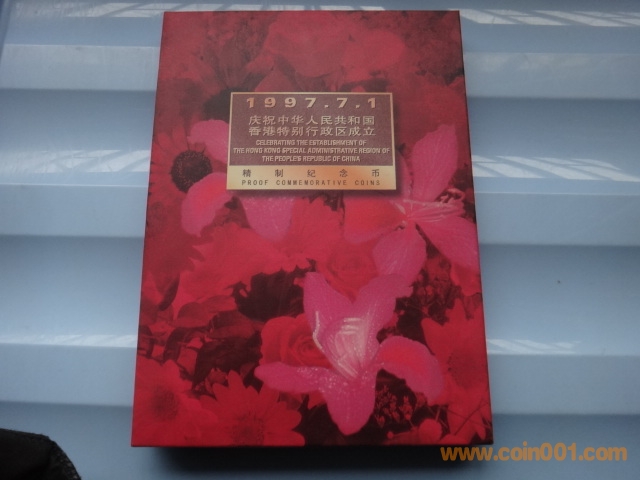 1997.7.1
庆祝中华人民共和国
香港特别行政区成立
CELEBRATING THE ESTABLISHMENT OF
THE HONG KONG SPECIAL ADMINISTRATIVE REGION OF
THE PEOPLE'S REPUBLIC OF CHINA
精制纪念币
PROOF COMMEMORATIVE COINS
www.coin001.com